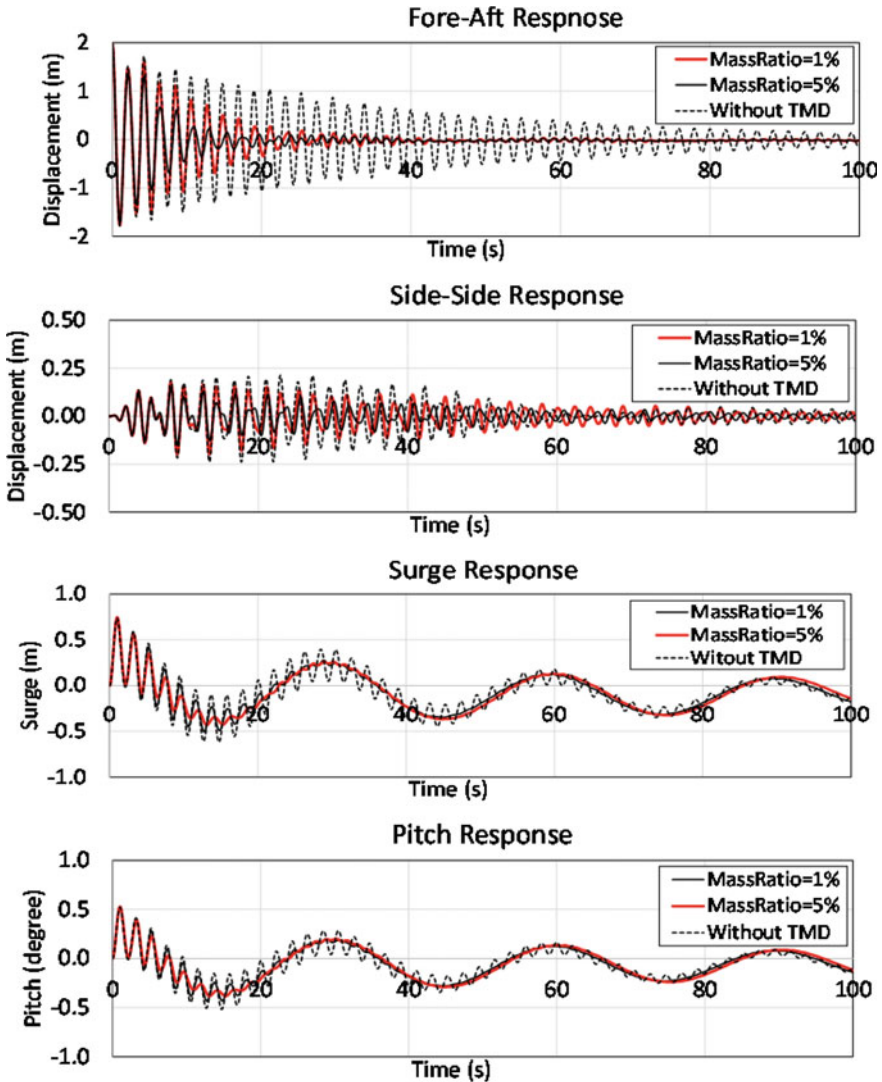 Fore-Aft Respnose
2
1
0
-1
-2
Displacement (m)
MassRatio=1%
MassRatio=5%
Without TMD
0 20 40 60 80 100
Time (s)
Side-Side Response
0.50
0.25
0.00
-0.25
-0.50
Displacement (m)
MassRatio=1%
MassRatio=5%
Without TMD
0 20 40 60 80 100
Time (s)
Surge Response
1.0
0.5
0.0
-0.5
-1.0
Surge (m)
MassRatio=1%
MassRatio=5%
Witout TMD
0 20 40 60 80 100
Time (s)
Pitch Response
1.0
0.5
0.0
-0.5
-1.0
Pitch (degree)
MassRatio=1%
MassRatio=5%
Without TMD
0 20 40 60 80 100
Time (s)